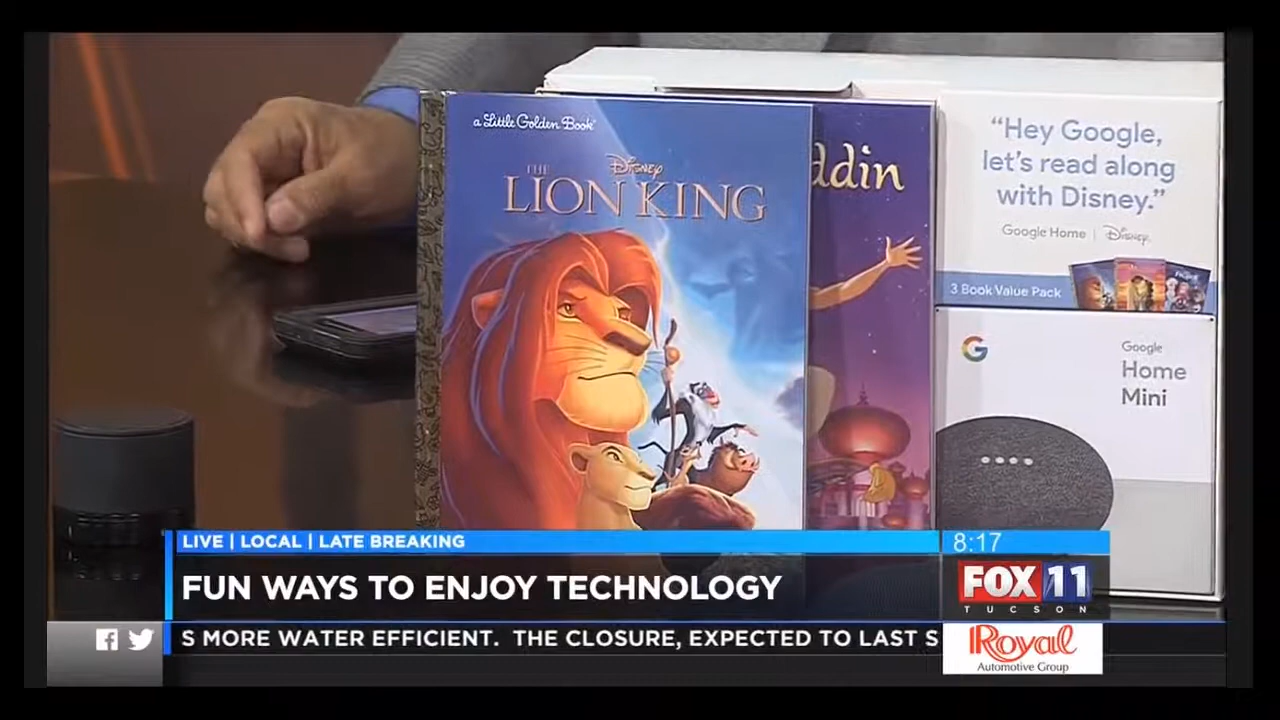 a Little Golden Book®
DISNEY
THE
LION KING
ddin
"Hey Google,
let's read along
with Disney."
Google Home | Disney
3 Book Value Pack
G
Google
Home
Mini
LIVE | LOCAL | LATE BREAKING
8:17
FUN WAYS TO ENJOY TECHNOLOGY
FOX 11
TUCSON
S MORE WATER EFFICIENT. THE CLOSURE, EXPECTED TO LAST S
Royal
Automotive Group